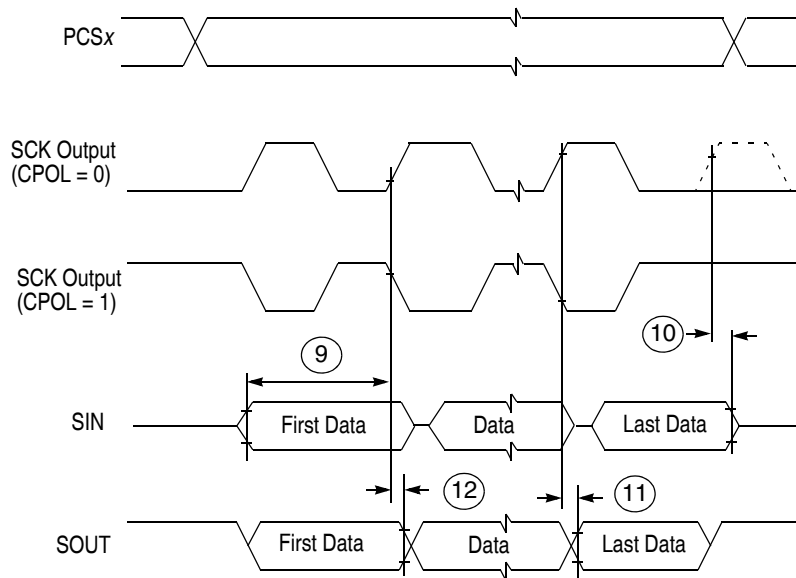 PCSx
SCK Output
(CPOL = 0)
SCK Output
(CPOL = 1)
10
9
SIN
First Data
Data
Last Data
12
11
SOUT
First Data
Data
Last Data